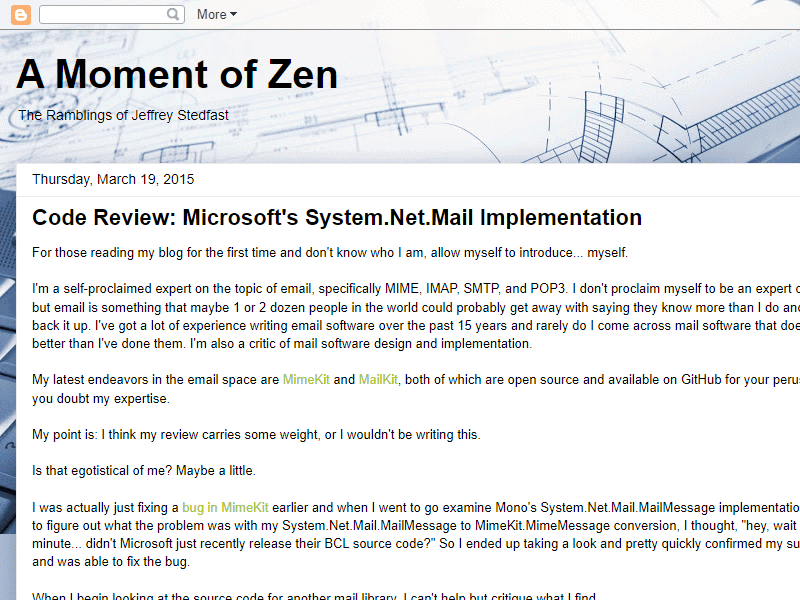 More
A Moment of Zen
The Ramblings of Jeffrey Stedfast
Thursday, March 19, 2015
Code Review: Microsoft's System.Net.Mail Implementation
For those reading my blog for the first time and don't know who I am, allow myself to introduce... myself.
I'm a self-proclaimed expert on the topic of email, specifically MIME, IMAP, SMTP, and POP3. I don't proclaim myself to be an expert
but email is something that maybe 1 or 2 dozen people in the world could probably get away with saying they know more than I do and
back it up. I've got a lot of experience writing email software over the past 15 years and rarely do I come across mail software that
better than I've done them. I'm also a critic of mail software design and implementation.
My latest endeavors in the email space are MimeKit and MailKit, both of which are open source and available on GitHub for your
you doubt my expertise.
My point is: I think my review carries some weight, or I wouldn't be writing this.
Is that egotistical of me? Maybe a little.
I was actually just fixing a bug in MimeKit earlier and when I went to go examine Mono's System.Net.Mail.MailMessage
to figure out what the problem was with my System.Net.Mail.MailMessage to MimeKit.MimeMessage conversion, I thought, "hey, wait
minute... didn't Microsoft just recently release their BCL source code?" So I ended up taking a look and pretty quickly confirmed my
and was able to fix the bug.
When I begin looking at the source code for another mail library, I can't help but critique what I find.